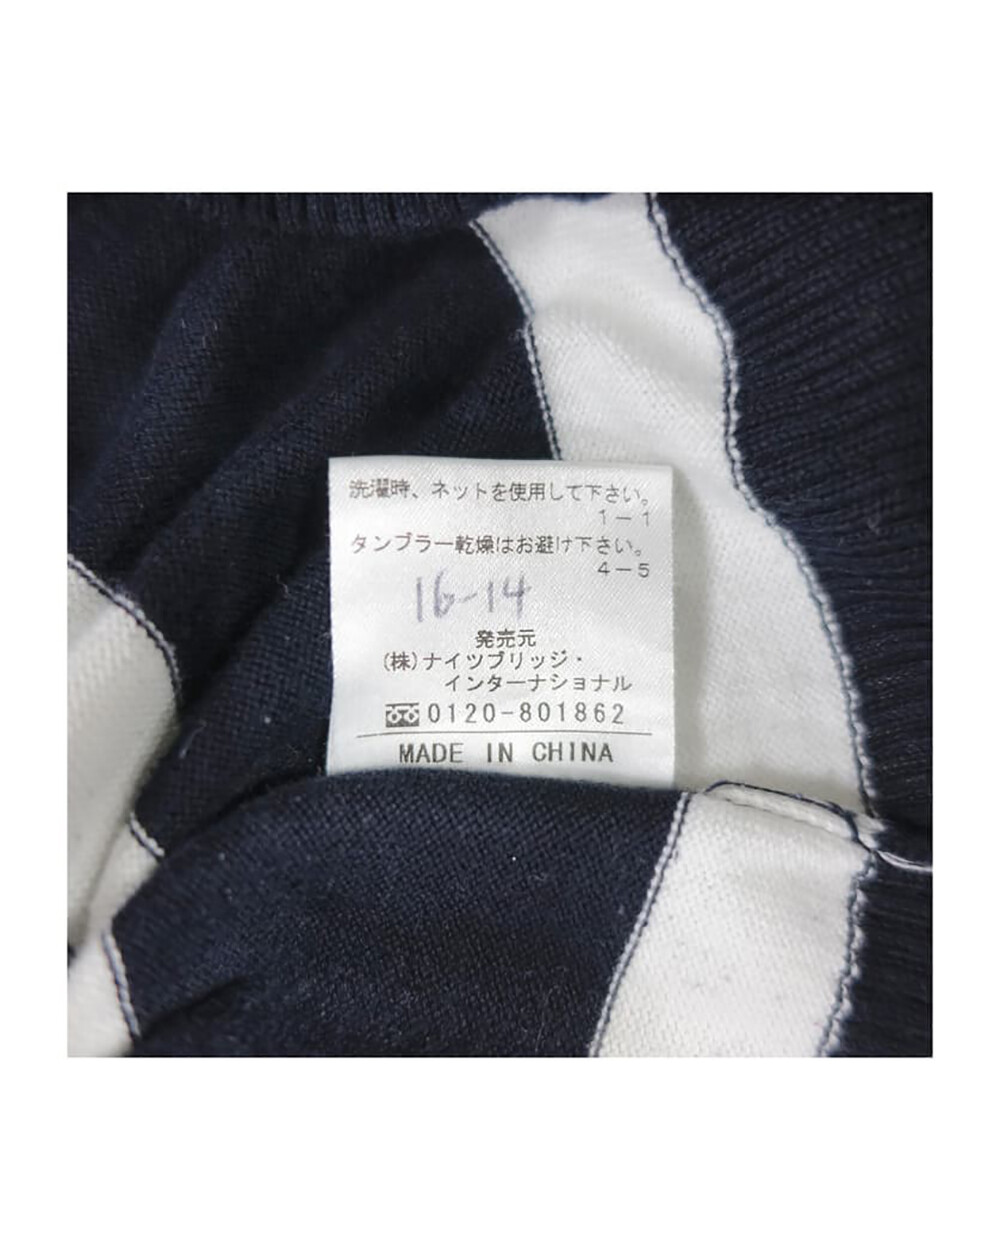 洗濯時、ネットを使用して下さい。
1-1
タンブラー乾燥はお避け下さい。
4-5
16-14
発売元
(株)ナイツブリッジ・
インターナショナル
0120-801862
MADE IN CHINA